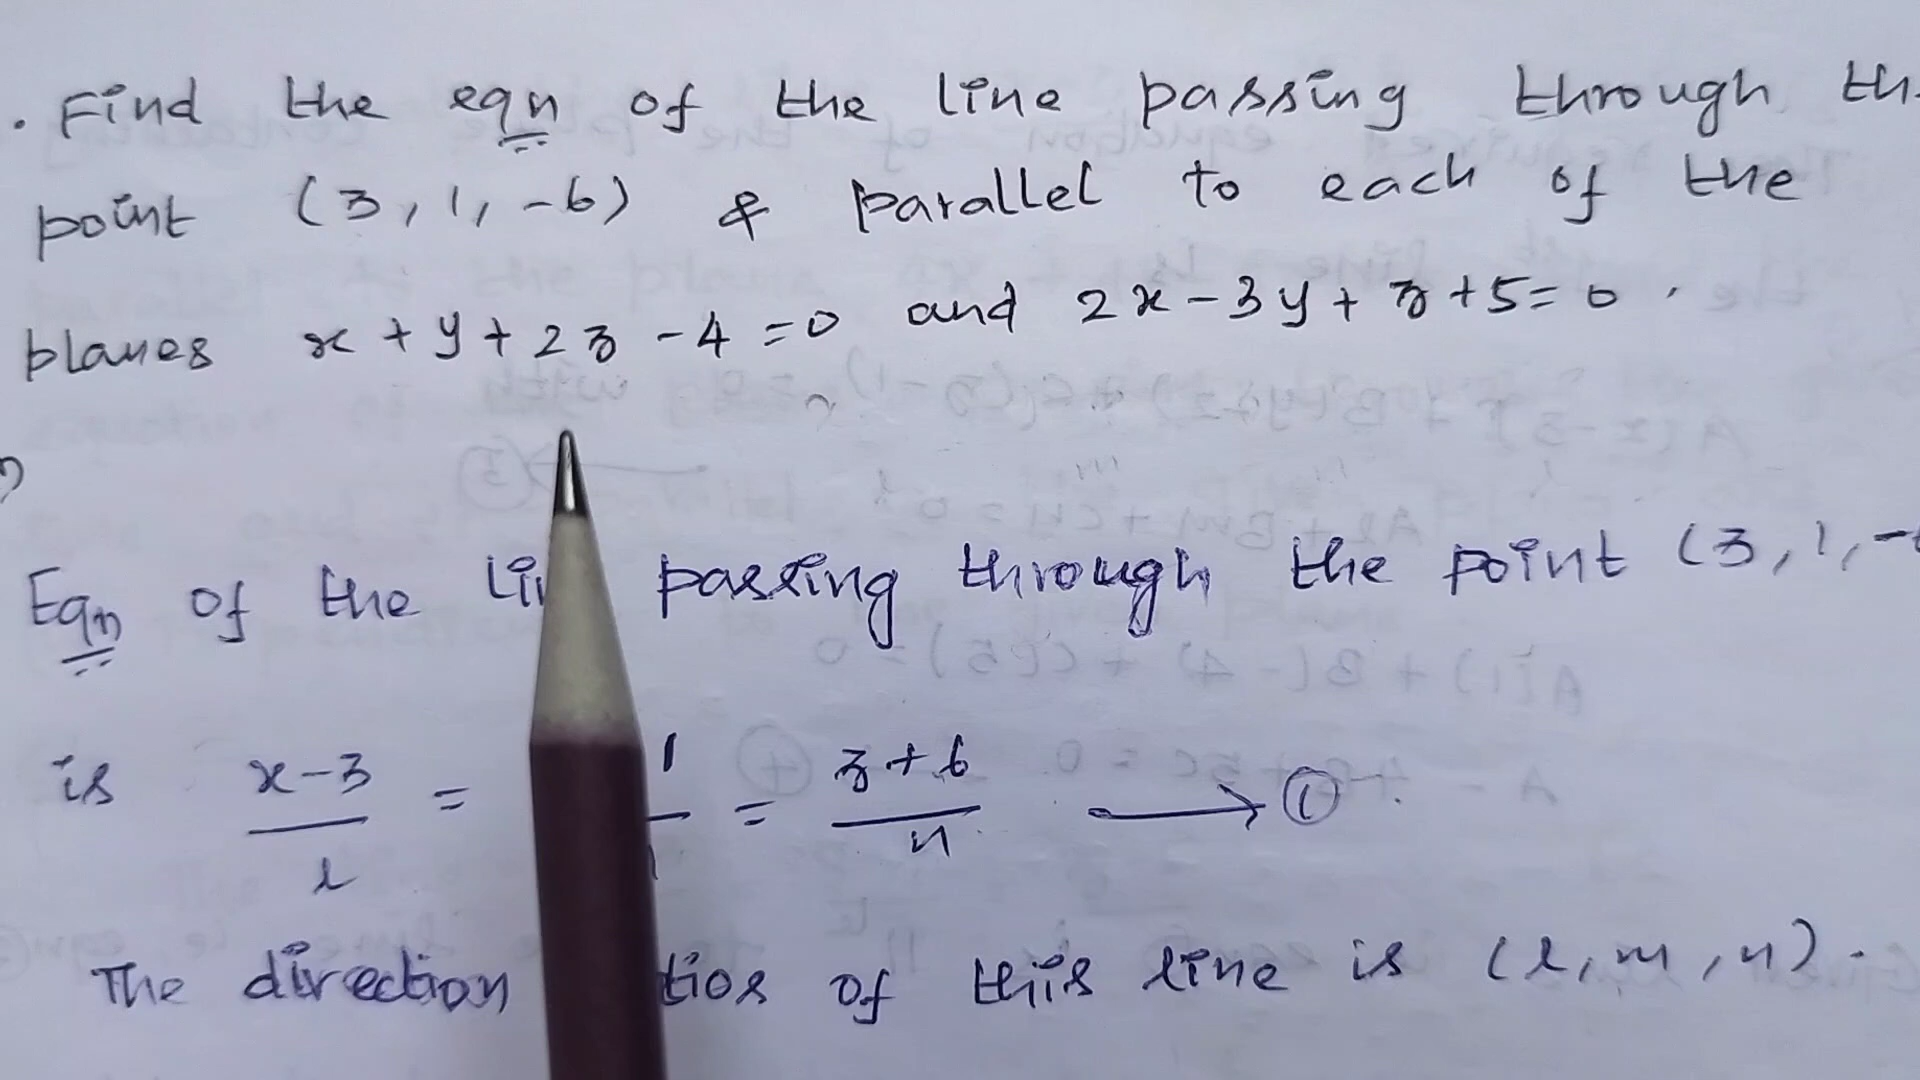 . Find the eqn of the line passing through th
point (3, 1, -6) & parallel to each of the
planes x + y + 2z - 4 = 0 and 2x - 3y + z + 5 = 0 .
Eqn of the passing through the point (3, 1, -
is x-3/l = 1/ = z+6/n → ①
The direction of this line is (l, m, n).